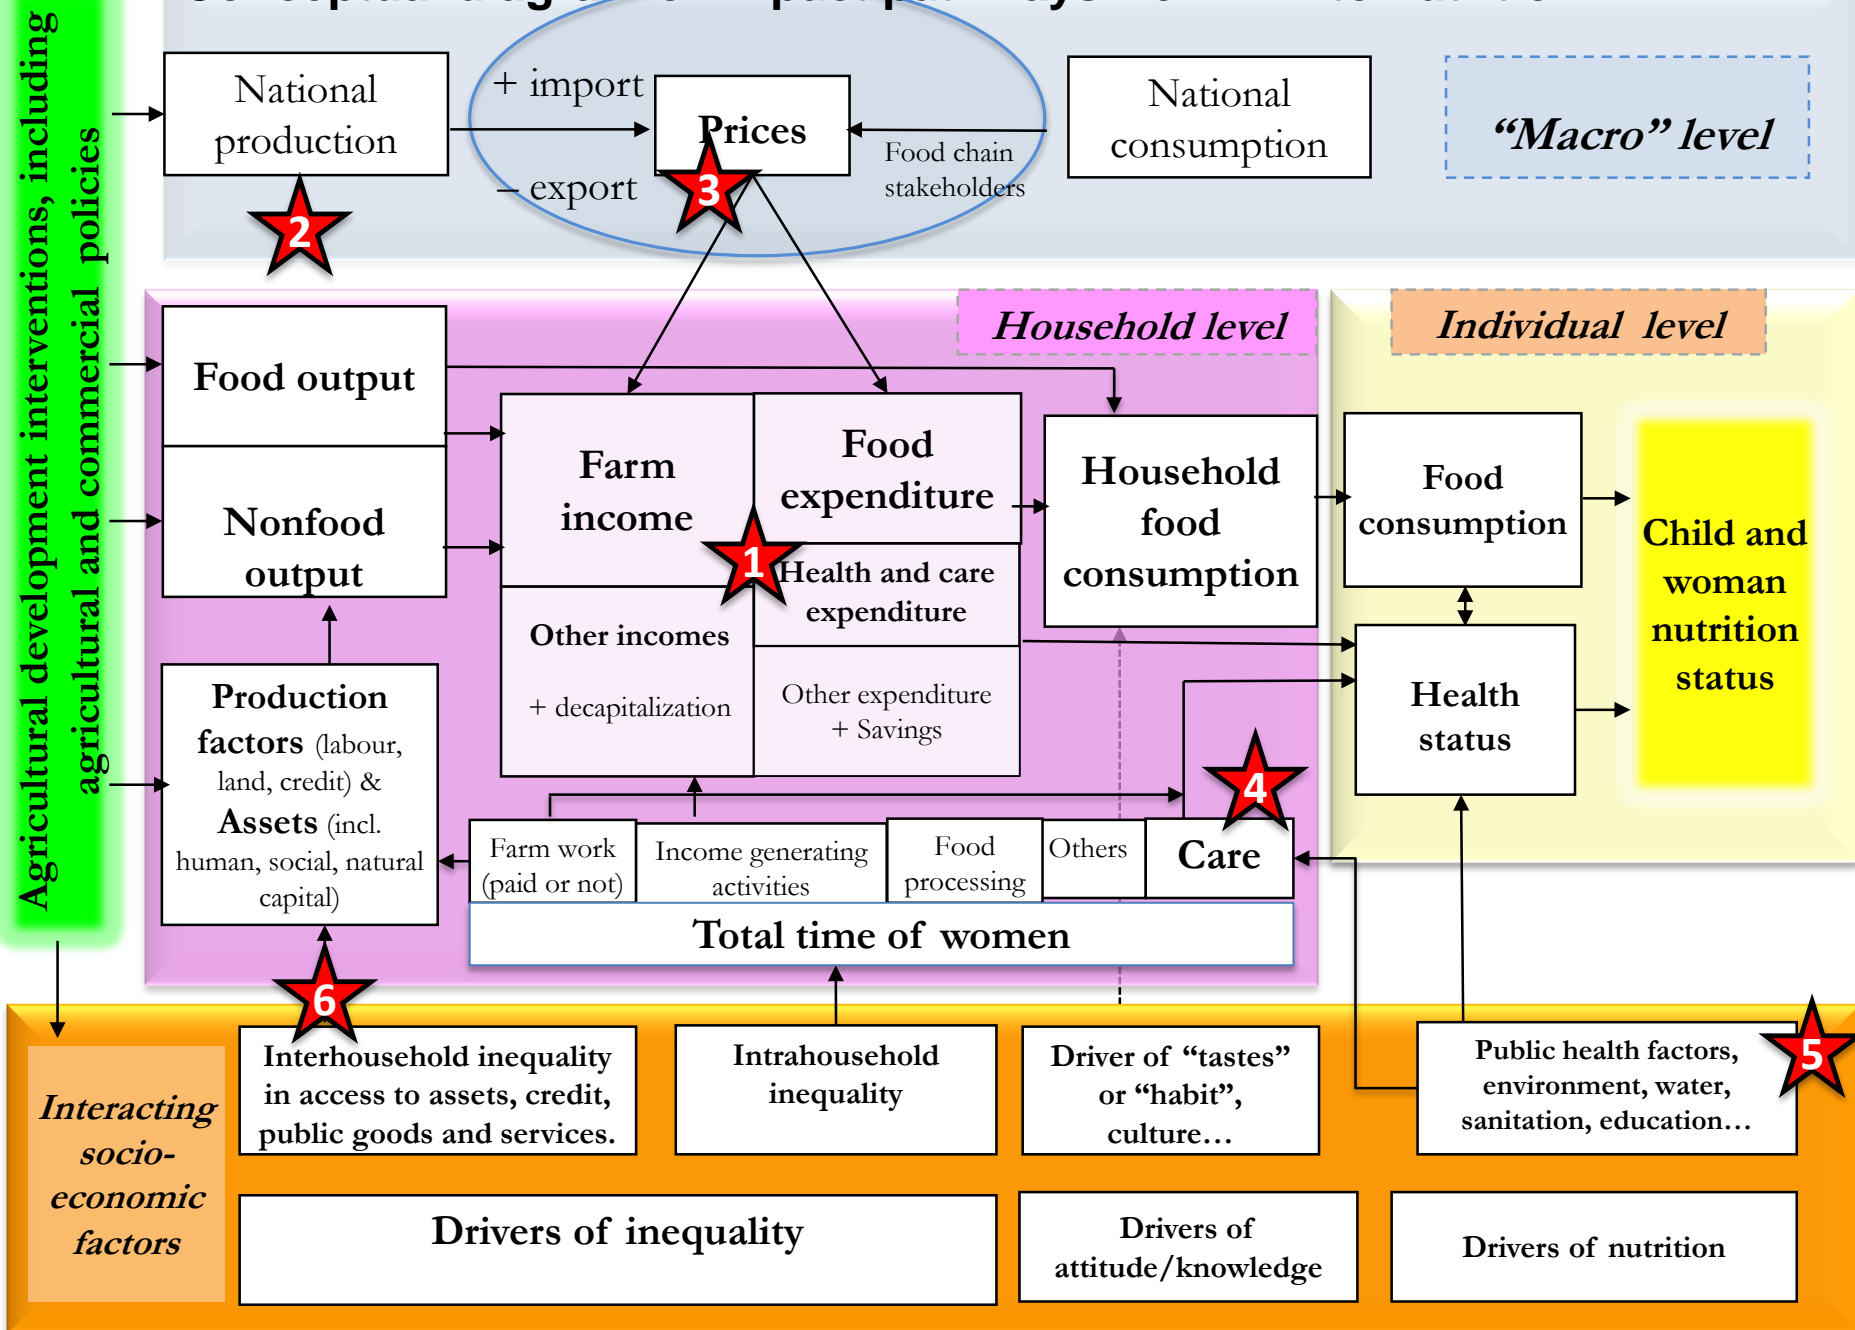 Agricultural development interventions, including
agricultural and commercial policies
National
production
+ import
– export
Prices
Food chain
stakeholders
National
consumption
“Macro” level
2
3
Household level
Individual level
Food output
Nonfood
output
Farm
income
Food
expenditure
1
Health and care
expenditure
Other incomes
+ decapitalization
Other expenditure
+ Savings
Household
food
consumption
Food
consumption
Health
status
Child and
woman
nutrition
status
Production
factors (labour,
land, credit) &
Assets (incl.
human, social, natural
capital)
4
Farm work
(paid or not)
Income generating
activities
Food
processing
Others
Care
Total time of women
6
5
Interacting
socio-
economic
factors
Interhousehold inequality
in access to assets, credit,
public goods and services.
Intrahousehold
inequality
Driver of “tastes”
or “habit”,
culture…
Public health factors,
environment, water,
sanitation, education…
Drivers of inequality
Drivers of
attitude/knowledge
Drivers of nutrition